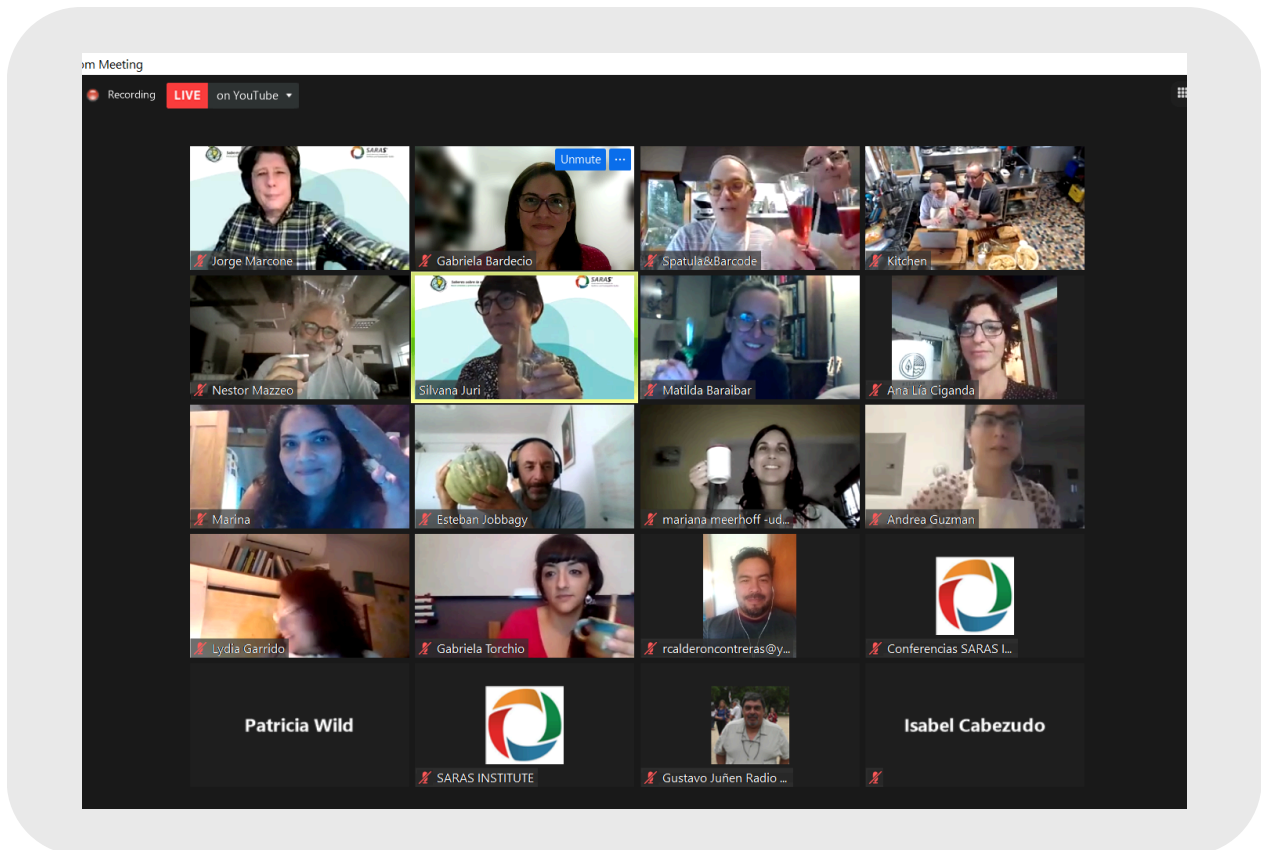 om Meeting
Recording
LIVE on YouTube
SARAS
Unmute ...
Jorge Marcone
Gabriela Bardecio
Spatula&Barcode
Kitchen
SARAS
Nestor Mazzeo
Silvana Juri
Matilda Baraibar
Ana Lía Ciganda
Marina
Esteban Jobbagy
mariana meerhoff -ud...
Andrea Guzman
Lydia Garrido
Gabriela Torchio
rcalderoncontreras@y...
Conferencias SARAS I...
Patricia Wild
SARAS INSTITUTE
Gustavo Juñen Radio ...
Isabel Cabezudo